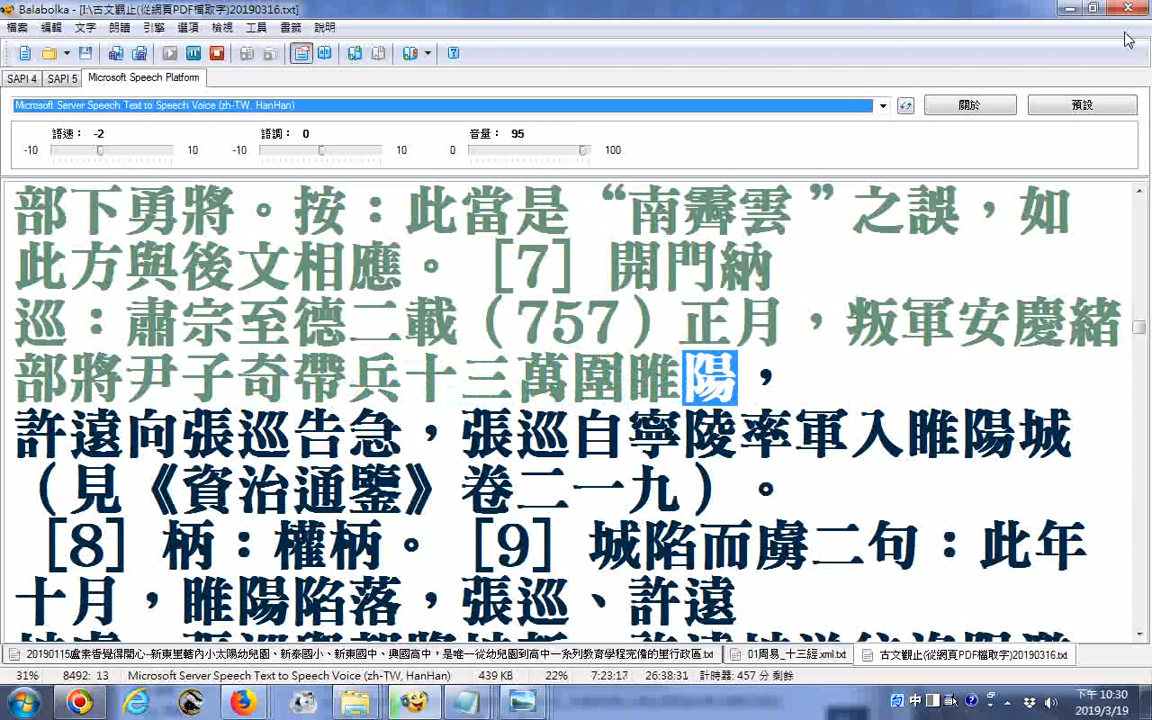 Balabolka - [I:\古文觀止(從網頁PDF檔取字)20190316.txt]
檔案 編輯 文字 朗讀 引擎 選項 檢視 工具 書籤 說明
SAPI 4 SAPI 5 Microsoft Speech Platform
Microsoft Server Speech Text to Speech Voice (zh-TW, HanHan) 關於 預設
語速： -2 語調： 0 音量： 95
-10 10 -10 10 0 100
部下勇將。按：此當是“南霽雲”之誤，如
此方與後文相應。 [7] 開門納
巡：肅宗至德二載（757）正月，叛軍安慶緒
部將尹子奇帶兵十三萬圍睢陽，
許遠向張巡告急，張巡自寧陵率軍入睢陽城
（見《資治通鑒》卷二一九）。
[8] 柄：權柄。 [9] 城陷而虜二句：此年
十月，睢陽陷落，張巡、許遠
20190115盧素香覺得開心--新東里轄內小太陽幼兒園、新泰國小、新東國中、興國高中，是唯一從幼兒園到高中一系列教育學程完備的里行政區.txt 01周易_十三經.xml.txt 古文觀止(從網頁PDF檔取字)20190316.txt
31% 8492: 13 Microsoft Server Speech Text to Speech Voice (zh-TW, HanHan) 439 KB 22% 7:23:17 26:38:31 計時器: 457 分 剩餘
中 下午 10:30
2019/3/19